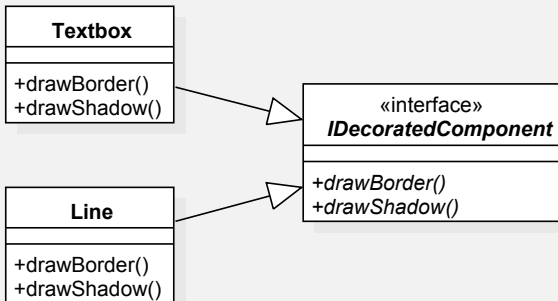 Textbox
+drawBorder()
+drawShadow()
«interface»
IDecoratedComponent
+drawBorder()
+drawShadow()
Line
+drawBorder()
+drawShadow()